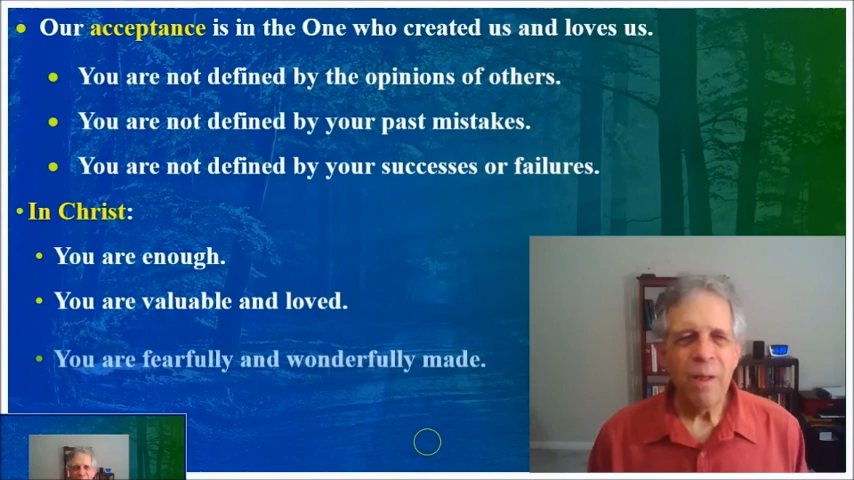 Our acceptance is in the One who created us and loves us.
You are not defined by the opinions of others.
You are not defined by your past mistakes.
You are not defined by your successes or failures.
In Christ:
You are enough.
You are valuable and loved.
You are fearfully and wonderfully made.